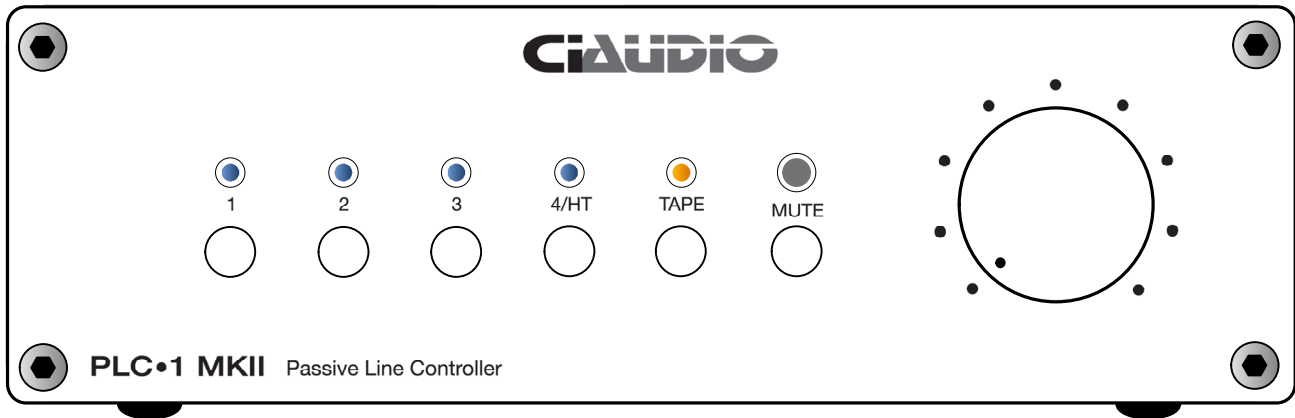 CiAUDiO
1 2 3 4/HT TAPE MUTE
PLC•1 MKII Passive Line Controller